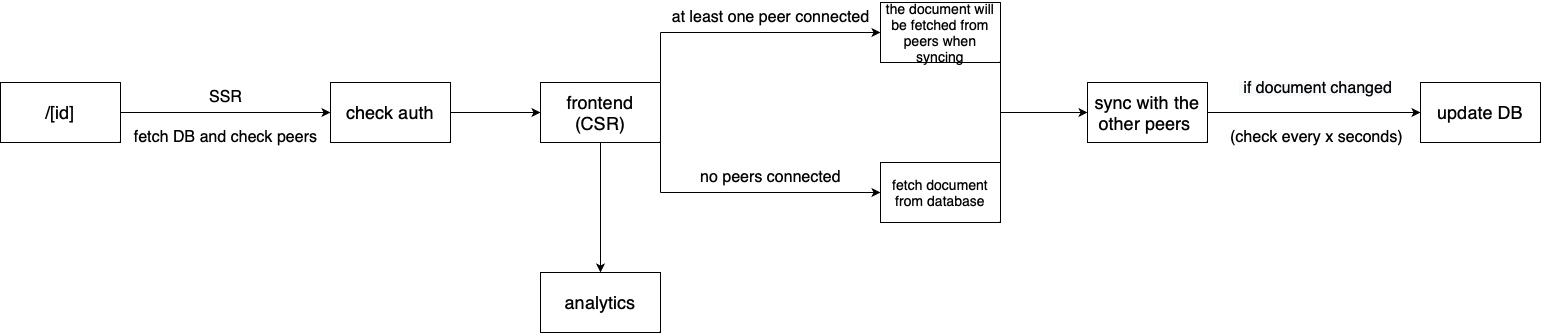 /[id]
SSR
fetch DB and check peers
check auth
frontend
(CSR)
at least one peer connected
the document will
be fetched from
peers when
syncing
no peers connected
fetch document
from database
sync with the
other peers
if document changed
(check every x seconds)
update DB
analytics